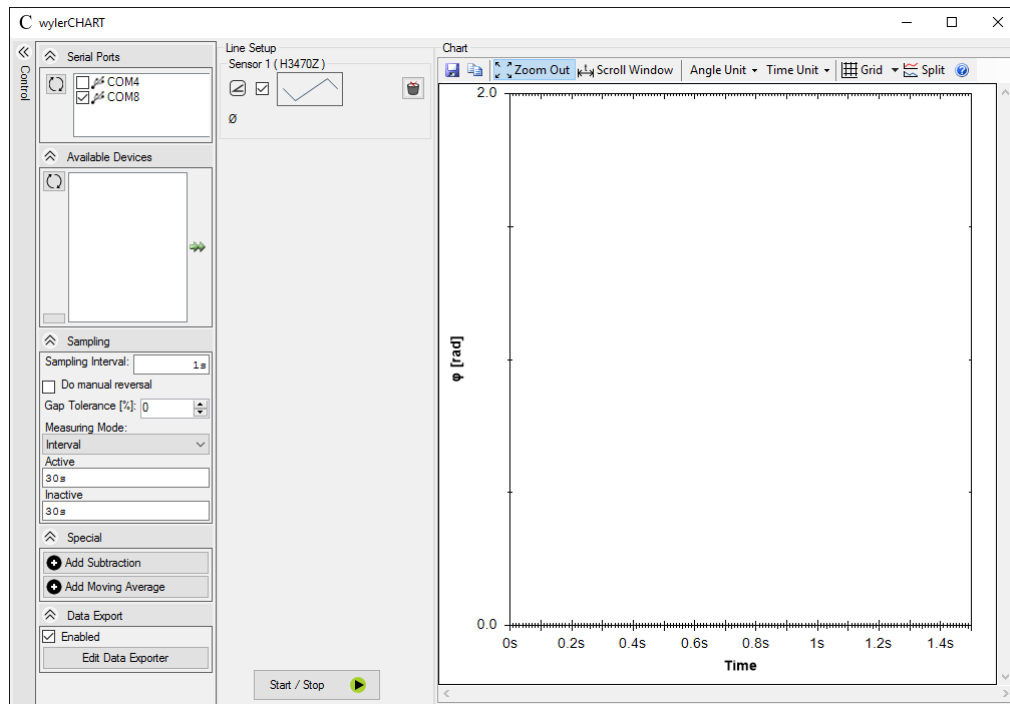 C wylerCHART
Control
Serial Ports
COM4
COM8
Available Devices
Sampling
Sampling Interval: 1s
Do manual reversal
Gap Tolerance [%]: 0
Measuring Mode:
Interval
Active
30s
Inactive
30s
Special
Add Subtraction
Add Moving Average
Data Export
Enabled
Edit Data Exporter
Line Setup
Sensor 1 ( H3470Z )
Ø
Start / Stop
Chart
Zoom Out Scroll Window Angle Unit Time Unit Grid Split
2.0
φ [rad]
0.0
0s 0.2s 0.4s 0.6s 0.8s 1s 1.2s 1.4s
Time